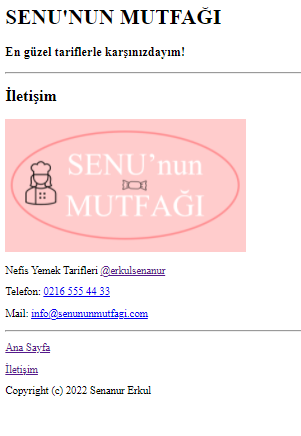 SENU'NUN MUTFAĞI
En güzel tariflerle karşınızdayım!
İletişim
SENU’nun
MUTFAĞI
Nefis Yemek Tarifleri @erkulsenanur
Telefon: 0216 555 44 33
Mail: info@senununmutfagi.com
Ana Sayfa
İletişim
Copyright (c) 2022 Senanur Erkul